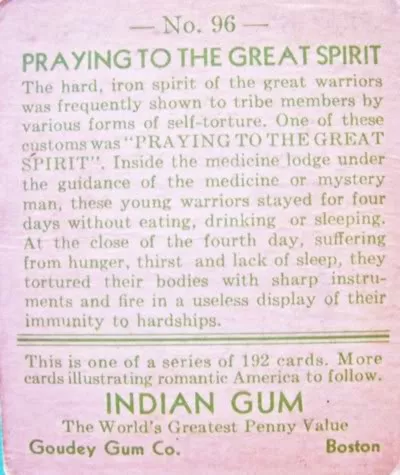 — No. 96 —
PRAYING TO THE GREAT SPIRIT
The hard, iron spirit of the great warriors
was frequently shown to tribe members by
various forms of self-torture. One of these
customs was "PRAYING TO THE GREAT
SPIRIT". Inside the medicine lodge under
the guidance of the medicine or mystery
man, these young warriors stayed for four
days without eating, drinking or sleeping.
At the close of the fourth day, suffering
from hunger, thirst and lack of sleep, they
tortured their bodies with sharp instru-
ments and fire in a useless display of their
immunity to hardships.
This is one of a series of 192 cards. More
cards illustrating romantic America to follow.
INDIAN GUM
The World's Greatest Penny Value
Goudey Gum Co. Boston